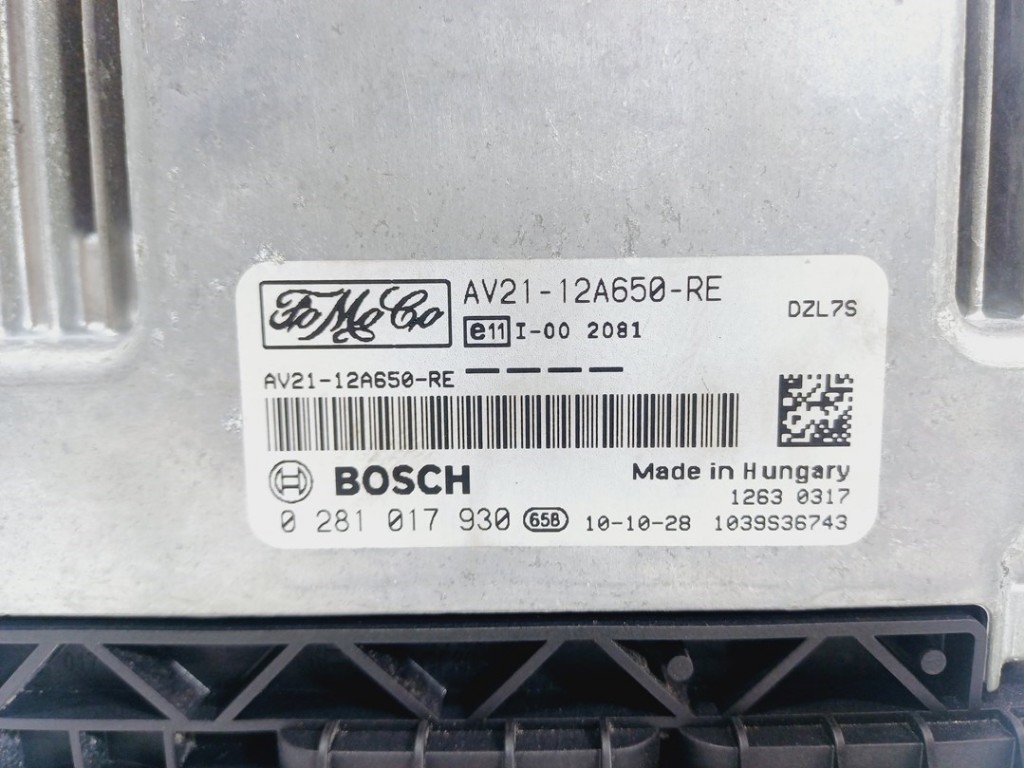 FoMoCo AV21-12A650-RE DZL7S
e11 I-00 2081
AV21-12A650-RE
BOSCH Made in Hungary
1263 0317
0 281 017 930 65B 10-10-28 1039S36743